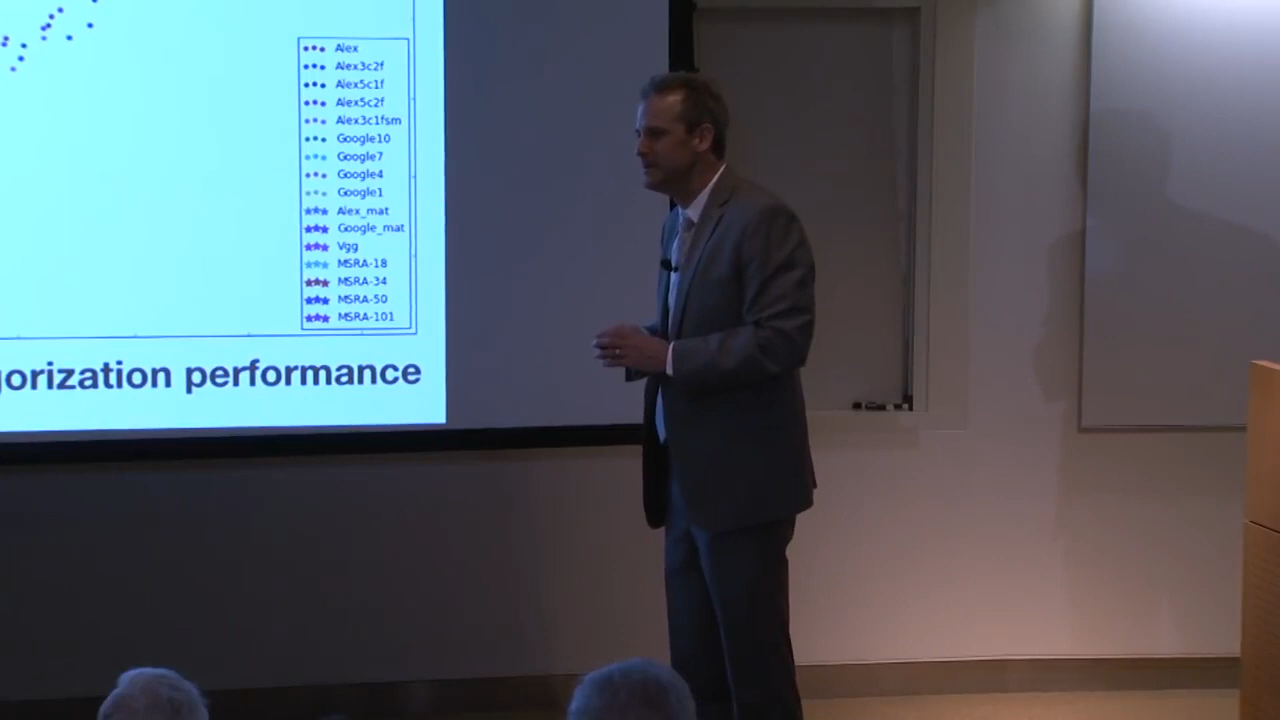 Alex
Alex3c2f
Alex5c1f
Alex5c2f
Alex3c1fsm
Google10
Google7
Google4
Google1
Alex_mat
Google_mat
Vgg
MSRA-18
MSRA-34
MSRA-50
MSRA-101
gorization performance